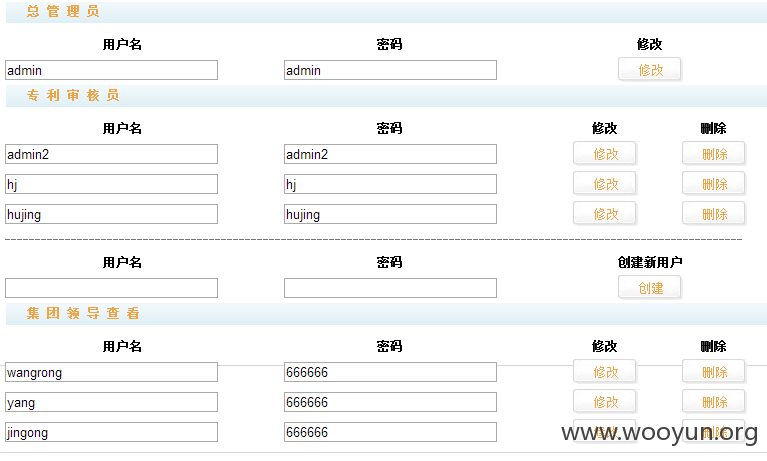 总管理员
用户名 密码 修改
admin admin 修改
专利审核员
用户名 密码 修改 删除
admin2 admin2 修改 删除
hj hj 修改 删除
hujing hujing 修改 删除
用户名 密码 创建新用户
创建
集团领导查看
用户名 密码 修改 删除
wangrong 666666 修改 删除
yang 666666 修改 删除
jingong 666666 修改 删除
www.wooyun.org